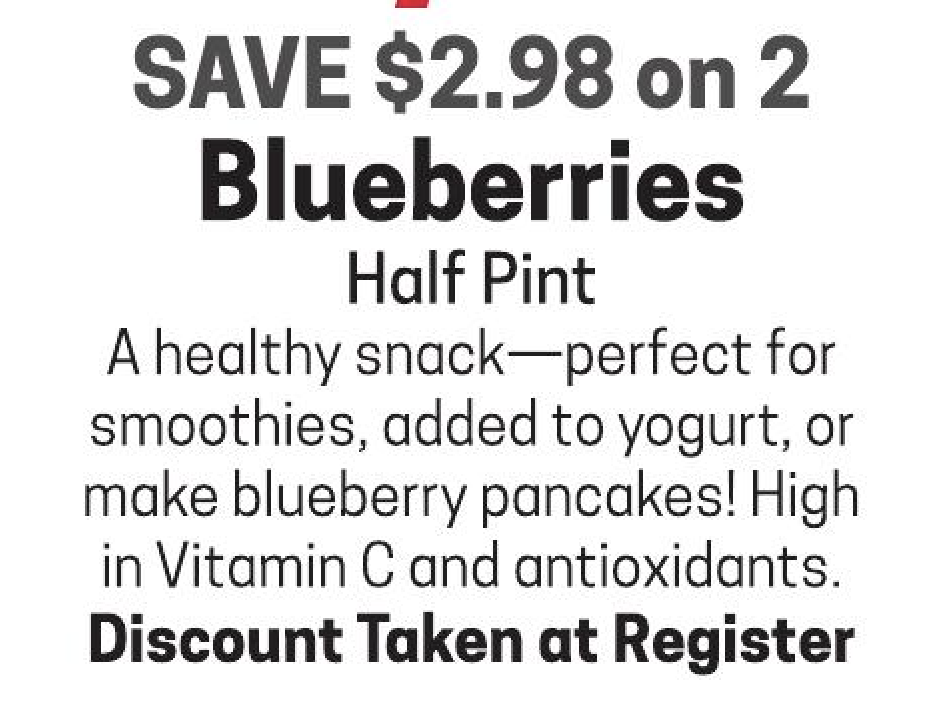 SAVE $2.98 on 2
Blueberries
Half Pint
A healthy snack—perfect for
smoothies, added to yogurt, or
make blueberry pancakes! High
in Vitamin C and antioxidants.
Discount Taken at Register